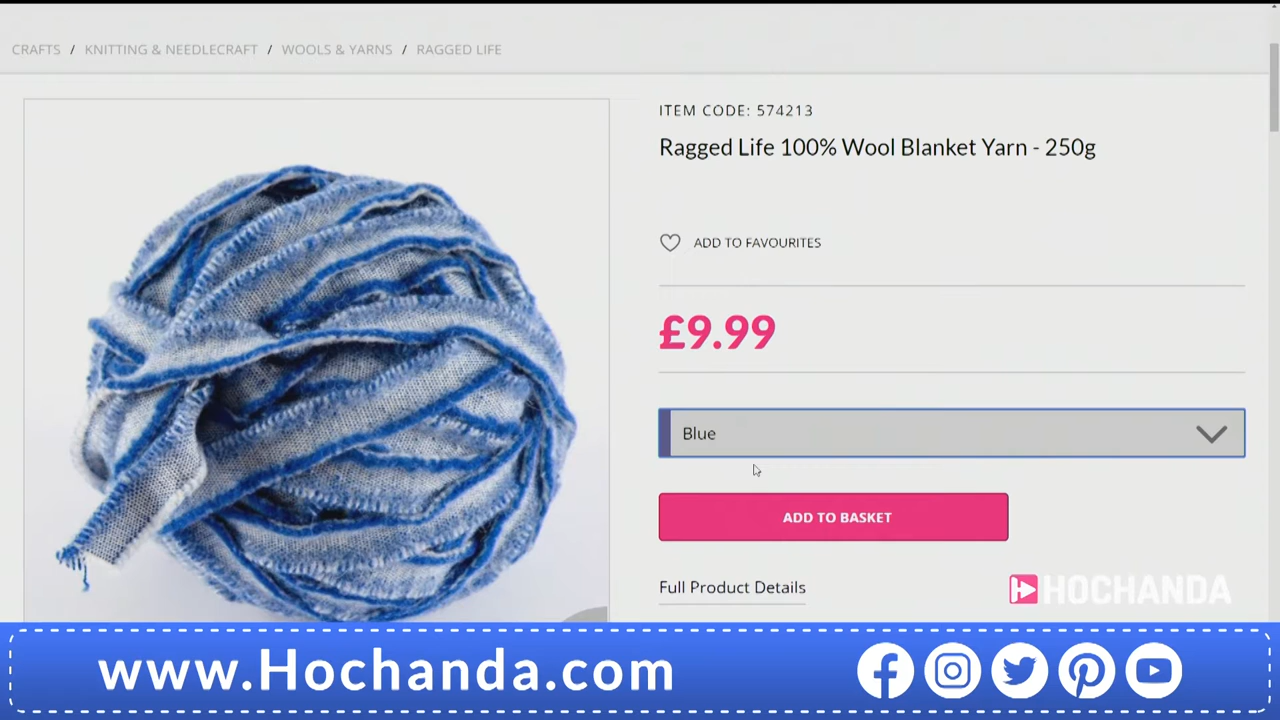 CRAFTS / KNITTING & NEEDLECRAFT / WOOLS & YARNS / RAGGED LIFE
ITEM CODE: 574213
Ragged Life 100% Wool Blanket Yarn - 250g
ADD TO FAVOURITES
£9.99
Blue
ADD TO BASKET
Full Product Details
HOCHANDA
www.Hochanda.com